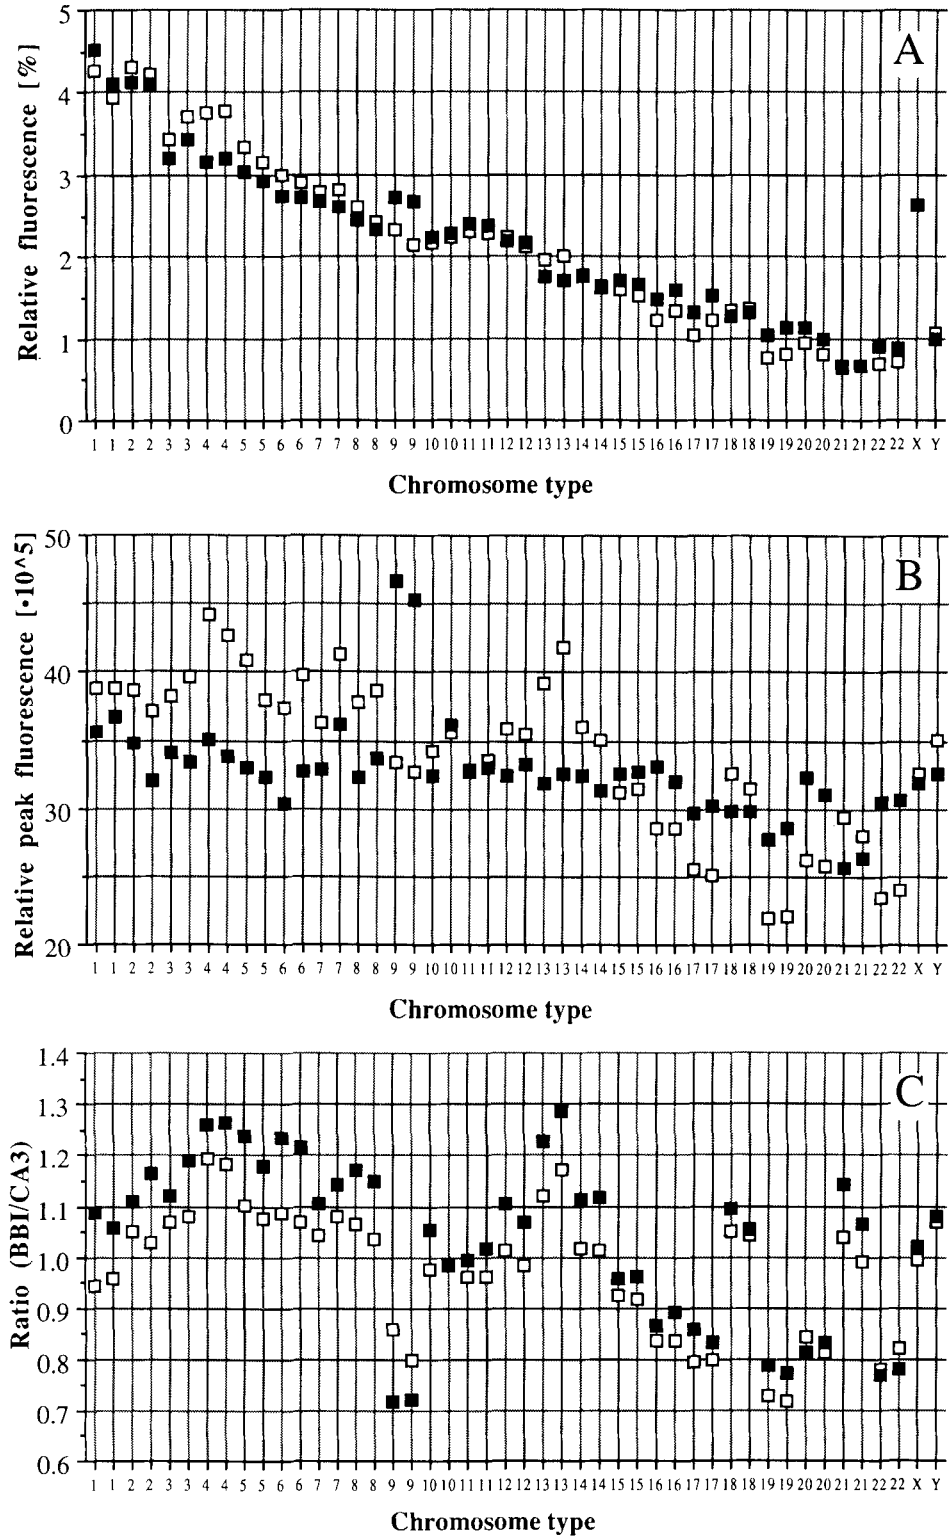 A
Relative fluorescence [%]
5
4
3
2
1
0
1 1 2 2 3 3 4 4 5 5 6 6 7 7 8 8 9 9 10 10 11 11 12 12 13 13 14 14 15 15 16 16 17 17 18 18 19 19 20 20 21 21 22 22 X Y
Chromosome type
B
Relative peak fluorescence [•10^5]
50
40
30
20
1 1 2 2 3 3 4 4 5 5 6 6 7 7 8 8 9 9 10 10 11 11 12 12 13 13 14 14 15 15 16 16 17 17 18 18 19 19 20 20 21 21 22 22 X Y
Chromosome type
C
Ratio (BBI/CA3)
1.4
1.3
1.2
1.1
1.0
0.9
0.8
0.7
0.6
1 1 2 2 3 3 4 4 5 5 6 6 7 7 8 8 9 9 10 10 11 11 12 12 13 13 14 14 15 15 16 16 17 17 18 18 19 19 20 20 21 21 22 22 X Y
Chromosome type